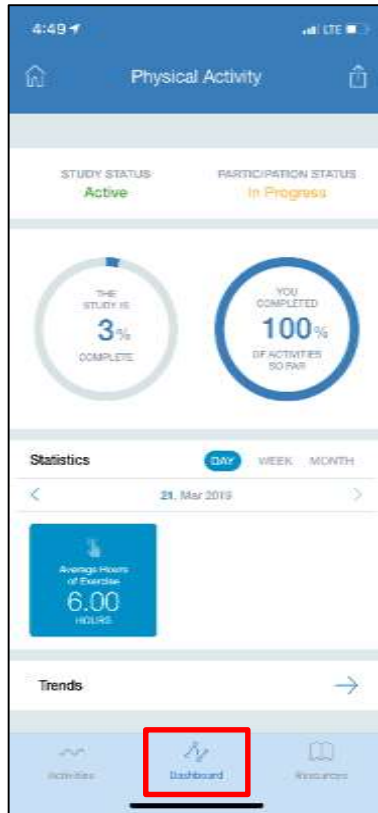 4:49
LTE
Physical Activity
STUDY STATUS
PARTICIPATION STATUS
Active
In Progress
THE
STUDY IS
3%
COMPLETE
YOU
COMPLETED
100%
OF ACTIVITIES
SO FAR
Statistics
DAY WEEK MONTH
< 21. Mar 2019 >
Average Hours
of Exercise
6.00
HOURS
Trends
Activities
Dashboard
Resources